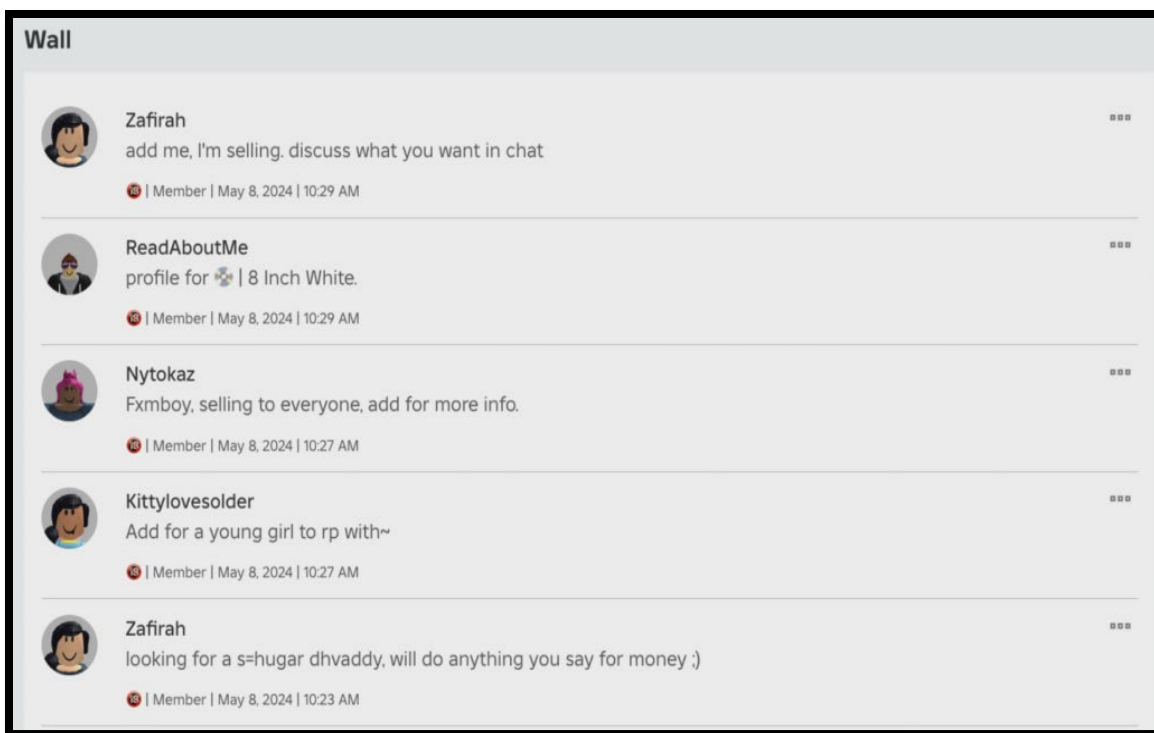 Wall
Zafirah
add me, I'm selling. discuss what you want in chat
🔞 | Member | May 8, 2024 | 10:29 AM
ReadAboutMe
profile for 💿 | 8 Inch White.
🔞 | Member | May 8, 2024 | 10:29 AM
Nytokaz
Fxmboy, selling to everyone, add for more info.
🔞 | Member | May 8, 2024 | 10:27 AM
Kittylovesolder
Add for a young girl to rp with~
🔞 | Member | May 8, 2024 | 10:27 AM
Zafirah
looking for a s=hugar dhvaddy, will do anything you say for money ;)
🔞 | Member | May 8, 2024 | 10:23 AM